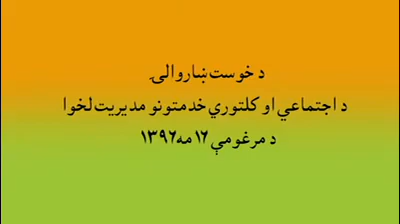 د خوست ښاروالۍ
د اجتماعي او کلتوري خدمتونو مدیریت لخوا
د مرغومې ۱۲ مه ۱۳۹۲